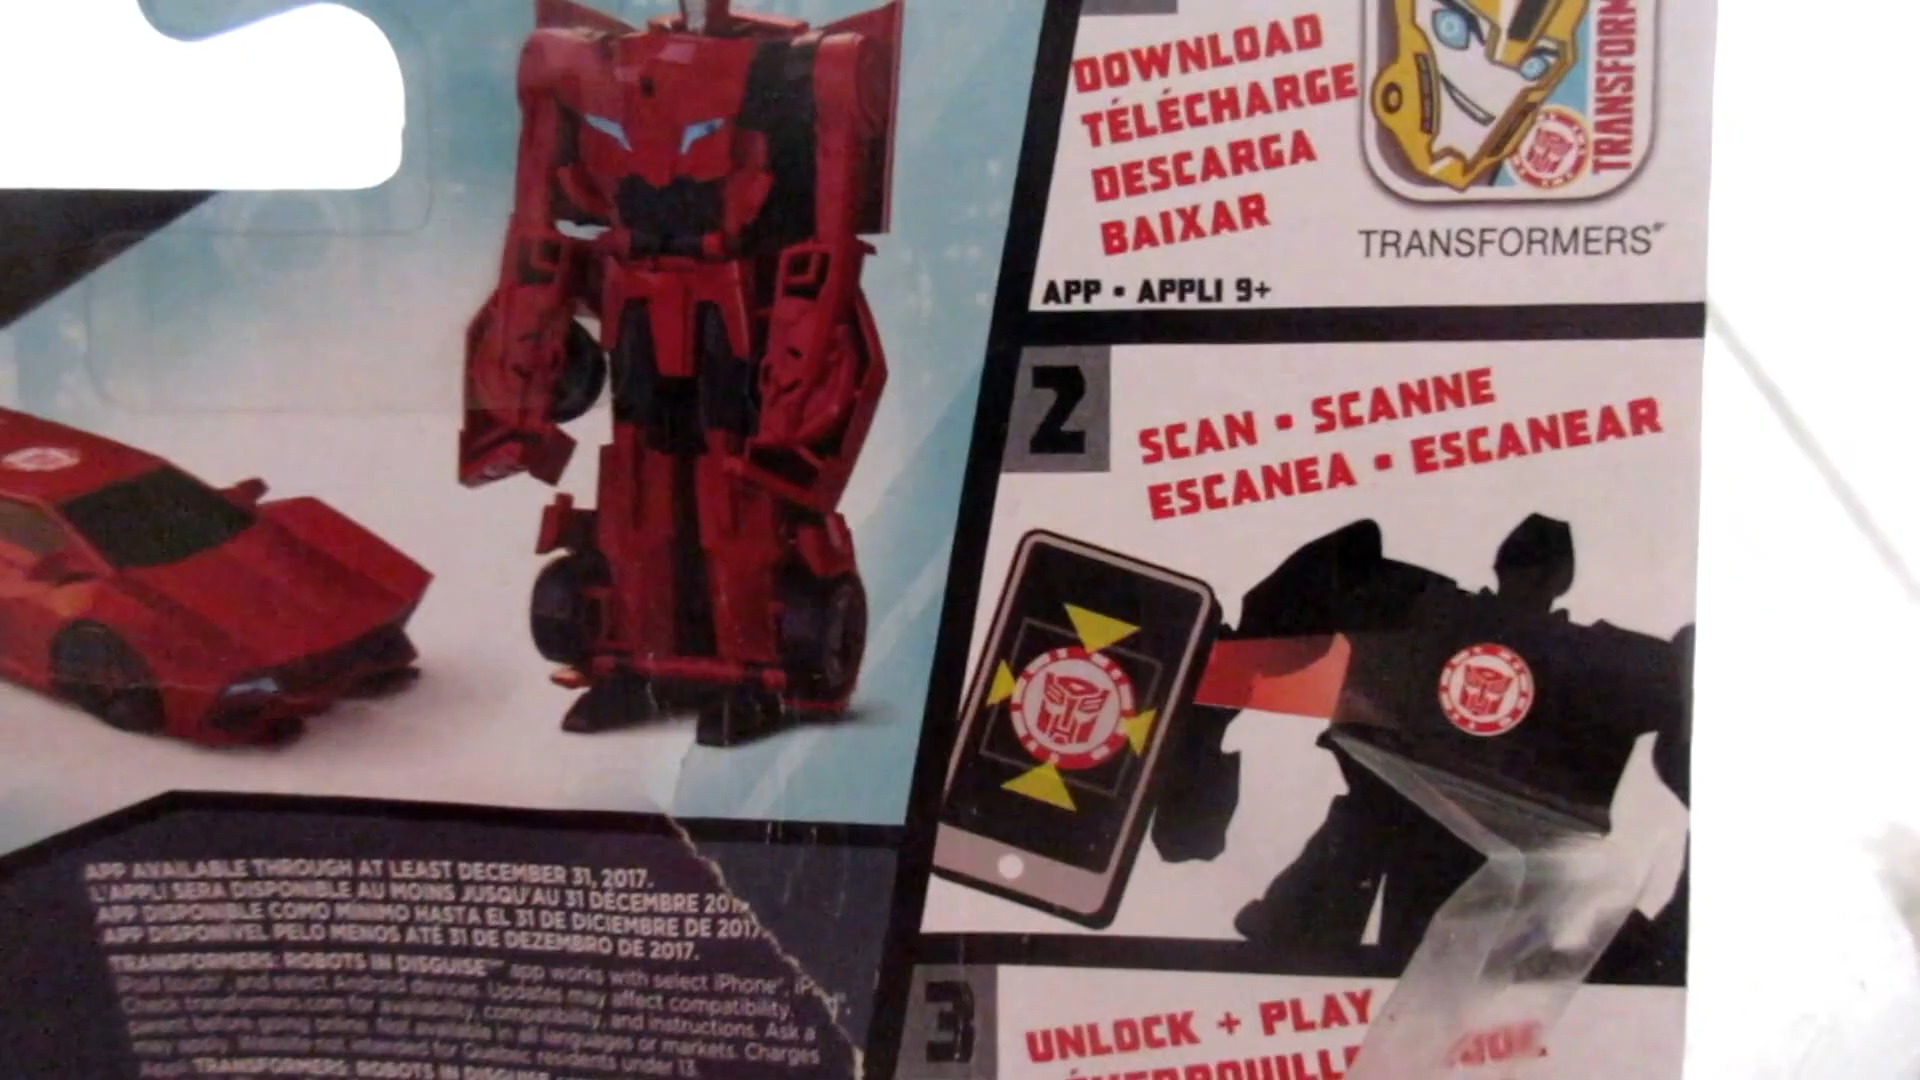 DOWNLOAD
TÉLÉCHARGE
DESCARGA
BAIXAR
APP • APPLI 9+
TRANSFORM
TRANSFORMERS
2
SCAN • SCANNE
ESCANEA • ESCANEAR
3
UNLOCK + PLAY
APP AVAILABLE THROUGH AT LEAST DECEMBER 31, 2017.
L'APPLI SERA DISPONIBLE AU MOINS JUSQU'AU 31 DÉCEMBRE 201
APP DISPONIBLE COMO MÍNIMO HASTA EL 31 DE DICIEMBRE DE 2017.
APP DISPONÍVEL PELO MENOS ATÉ 31 DE DEZEMBRO DE 2017.
TRANSFORMERS: ROBOTS IN DISGUISE™ app works with select iPhone®, iPad®,
iPod touch®, and select Android devices. Updates may affect compatibility.
Check transformers.com for availability, compatibility, and instructions. Ask a
parent before going online. Not available in all languages or markets. Charges
may apply. Website not intended for Quebec residents under 13.
TRANSFORMERS: ROBOTS IN DISGUISE